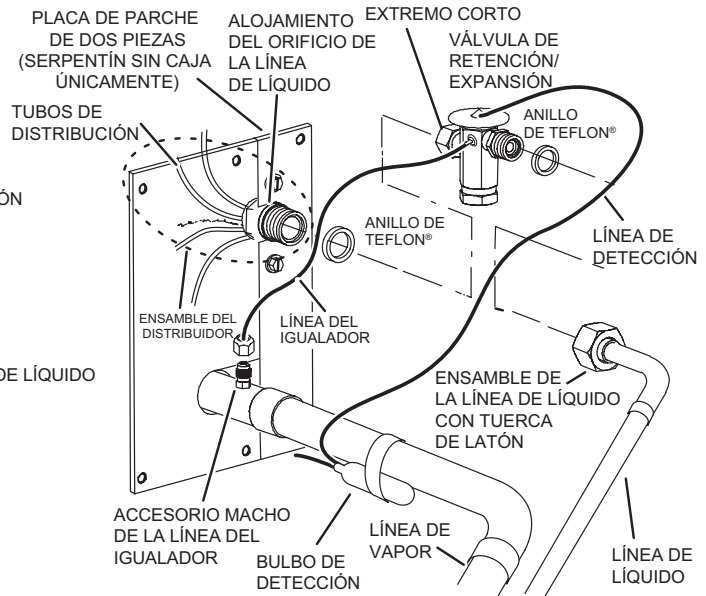 PLACA DE PARCHE
DE DOS PIEZAS
(SERPENTÍN SIN CAJA
ÚNICAMENTE)
ALOJAMIENTO
DEL ORIFICIO DE
LA LÍNEA
DE LÍQUIDO
EXTREMO CORTO
VÁLVULA DE
RETENCIÓN/
EXPANSIÓN
ANILLO
DE TEFLON®
TUBOS DE
DISTRIBUCIÓN
ÓN
ANILLO DE
TEFLON®
LÍNEA DE
DETECCIÓN
ENSAMBLE DEL
DISTRIBUIDOR
LÍNEA DEL
IGUALADOR
DE LÍQUIDO
ENSAMBLE DE
LA LÍNEA DE LÍQUIDO
CON TUERCA
DE LATÓN
ACCESORIO MACHO
DE LA LÍNEA DEL
IGUALADOR
BULBO DE
DETECCIÓN
LÍNEA DE
VAPOR
LÍNEA DE
LÍQUIDO